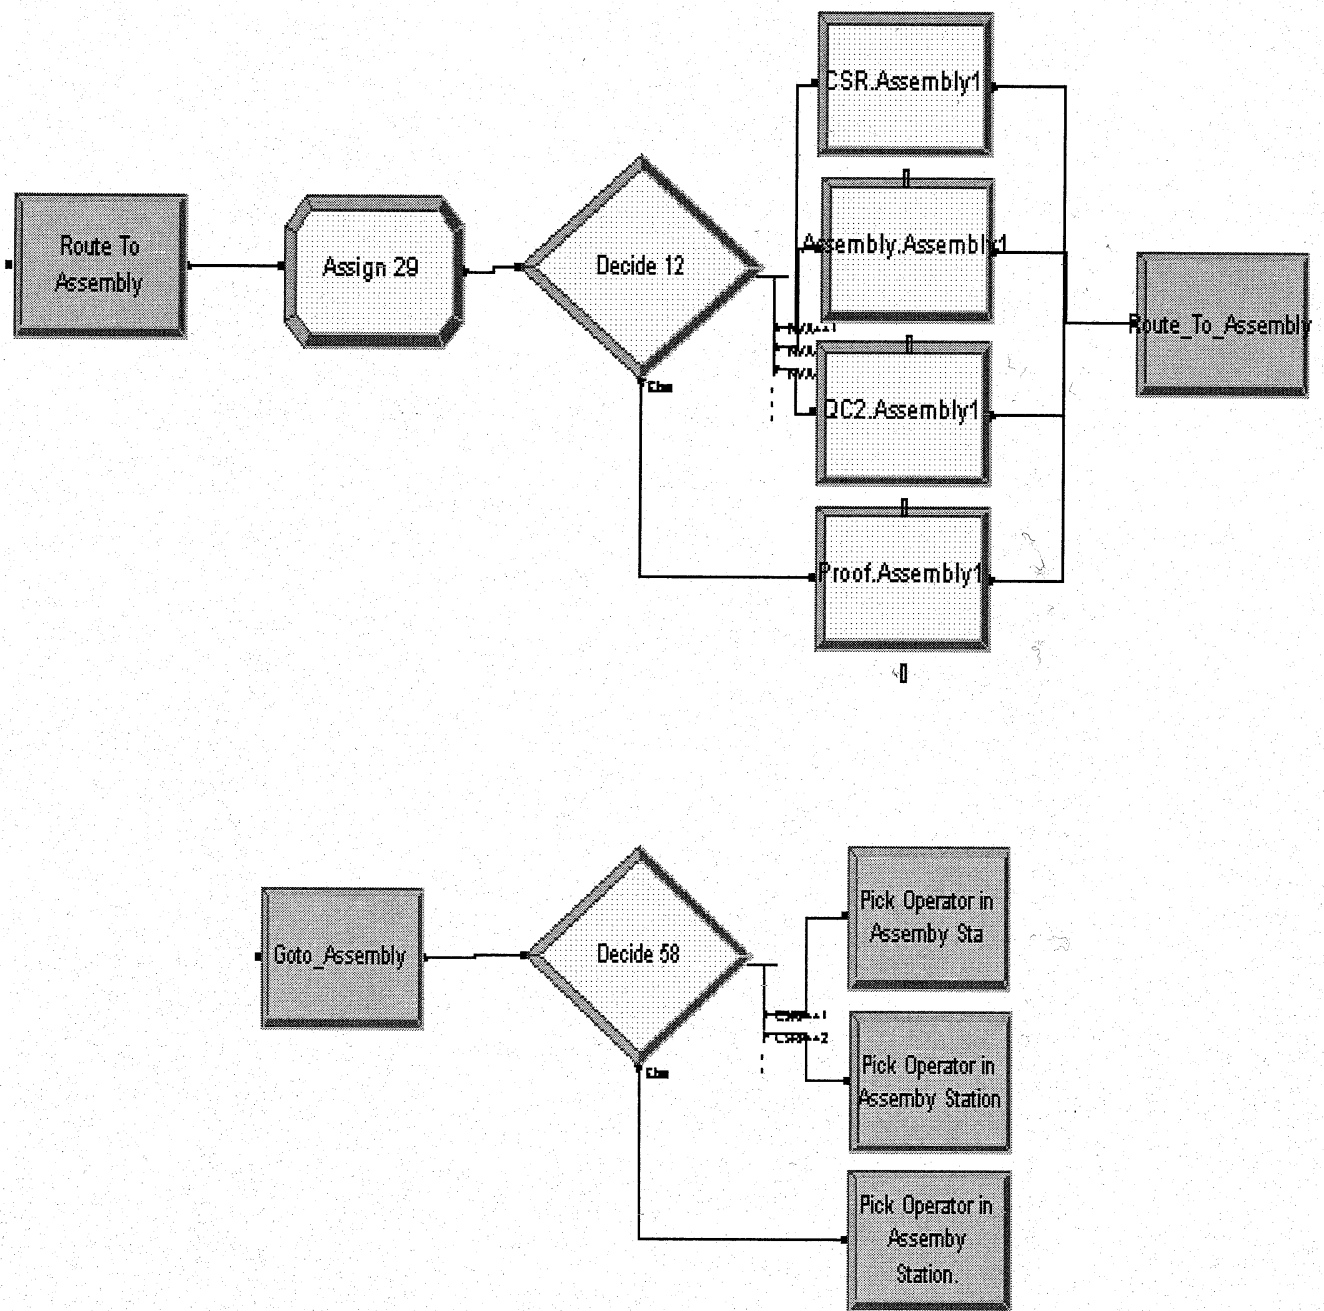 CSR.Assembly1
Route To
Assembly
Assign 29
Decide 12
Assembly.Assembly1
Route_To_Assembly
Else
QC2.Assembly1
Proof.Assembly1
Goto_Assembly
Decide 58
Pick Operator in
Assemby Sta
Else
Pick Operator in
Assemby Station
Pick Operator in
Assemby
Station.